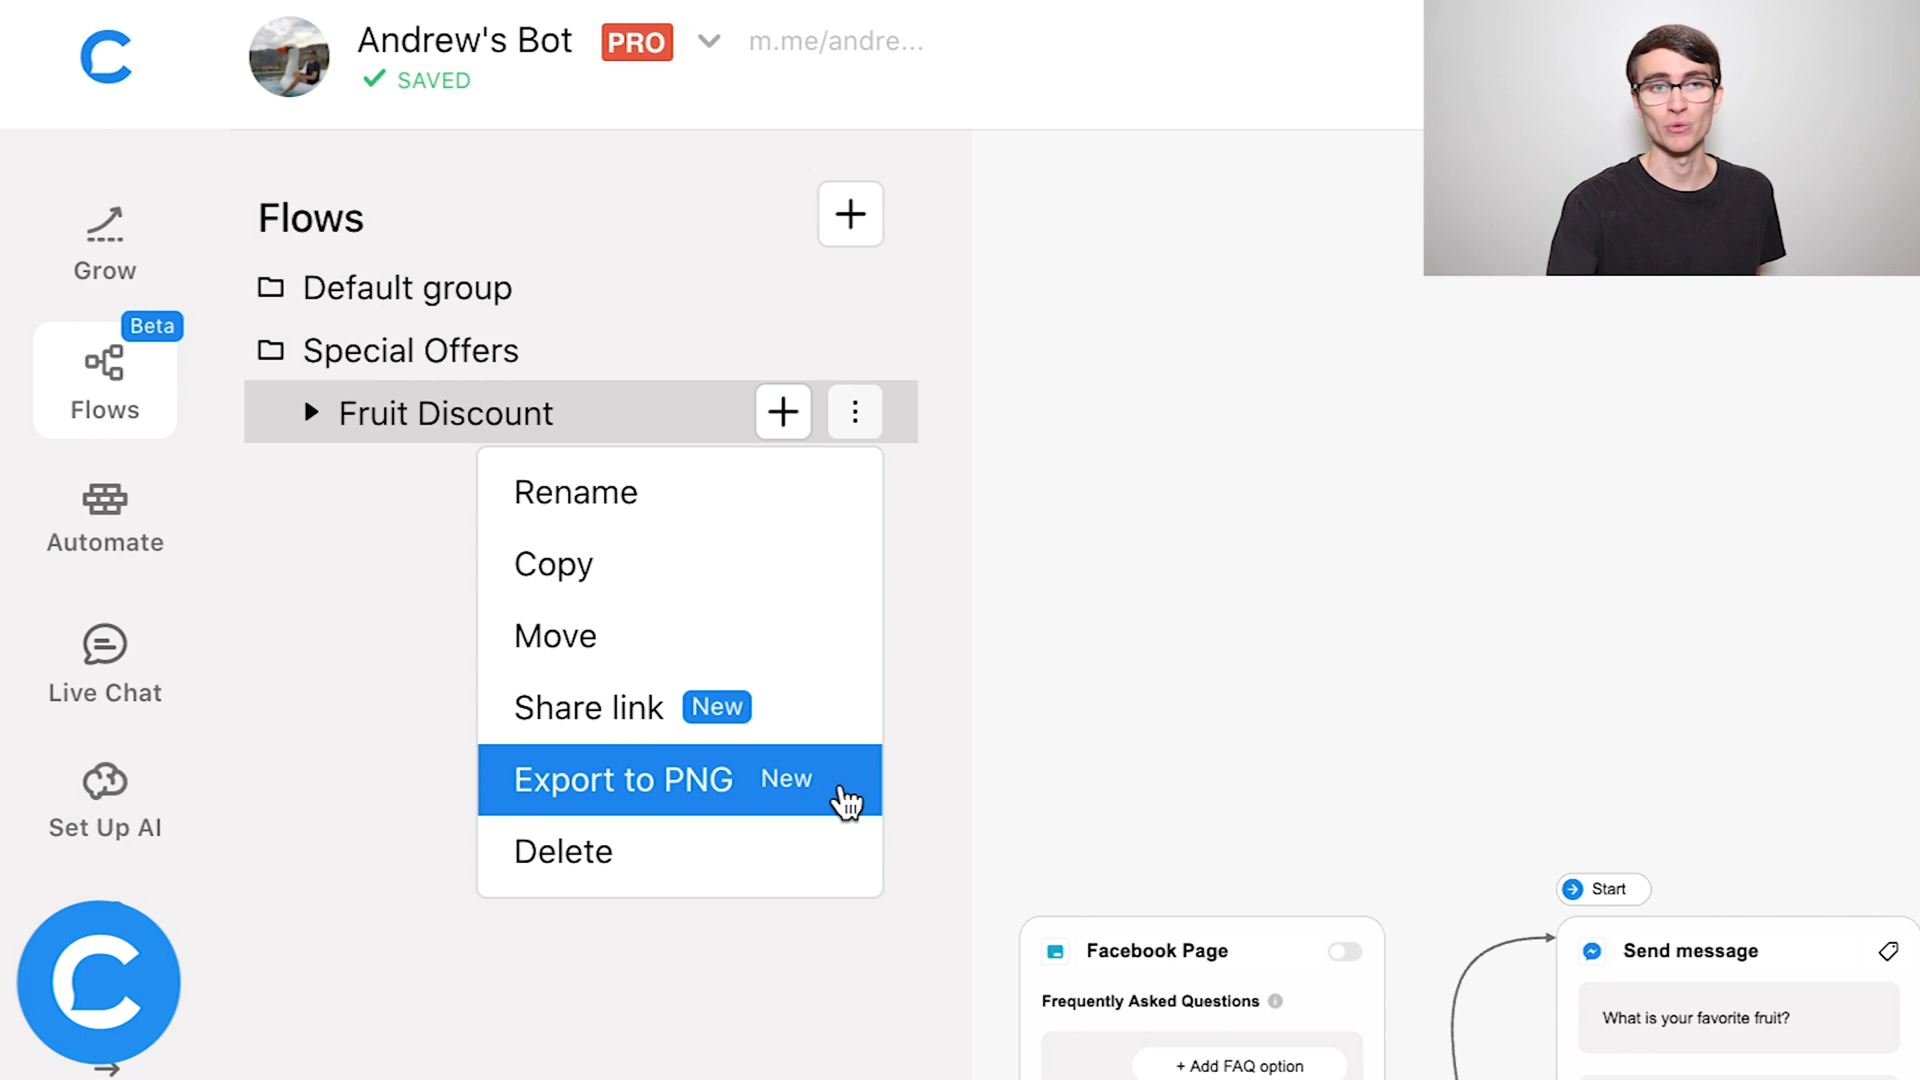 Andrew's Bot
PRO
m.me/andre...
SAVED
Grow
Beta
Flows
Automate
Live Chat
Set Up AI
Flows
Default group
Special Offers
Fruit Discount
Rename
Copy
Move
Share link New
Export to PNG New
Delete
Start
Facebook Page
Frequently Asked Questions
+ Add FAQ option
Send message
What is your favorite fruit?